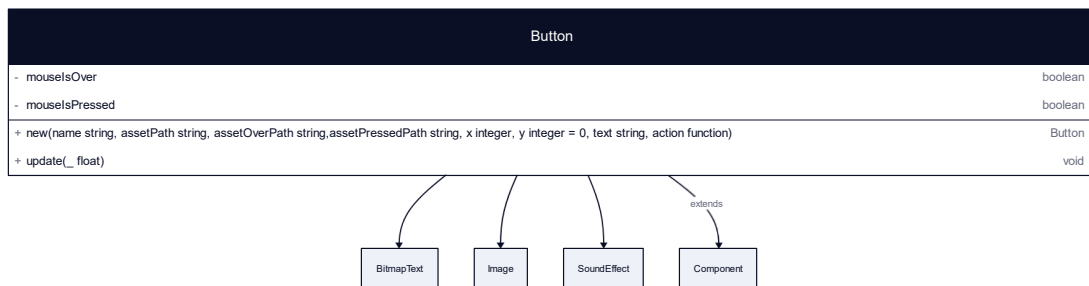 Button
- mouseIsOver boolean
- mouseIsPressed boolean
+ new(name string, assetPath string, assetOverPath string,assetPressedPath string, x integer, y integer = 0, text string, action function) Button
+ update(_ float) void
extends
BitmapText Image SoundEffect Component